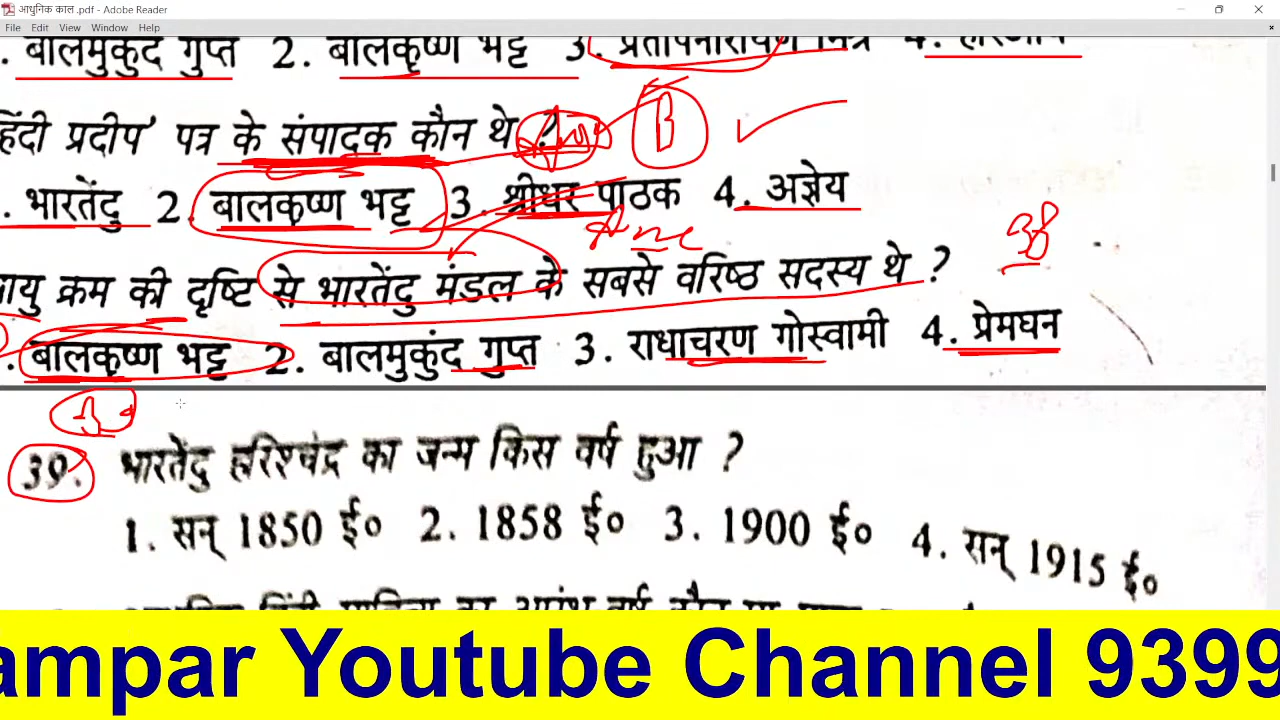 आधुनिक काल .pdf - Adobe Reader
File Edit View Window Help
. बालमुकुंद गुप्त 2. बालकृष्ण भट्ट 3. प्रतापनारायण मिश्र 4.
हिंदी प्रदीप' पत्र के संपादक कौन थे ? B
. भारतेंदु 2. बालकृष्ण भट्ट 3. श्रीधर पाठक 4. अज्ञेय
Ans 38
आयु क्रम की दृष्टि से भारतेंदु मंडल के सबसे वरिष्ठ सदस्य थे ?
. बालकृष्ण भट्ट 2. बालमुकुंद गुप्त 3. राधाचरण गोस्वामी 4. प्रेमघन
39. भारतेंदु हरिश्चंद्र का जन्म किस वर्ष हुआ ?
1. सन् 1850 ई० 2. 1858 ई० 3. 1900 ई० 4. सन् 1915 ई०
ampar Youtube Channel 9399